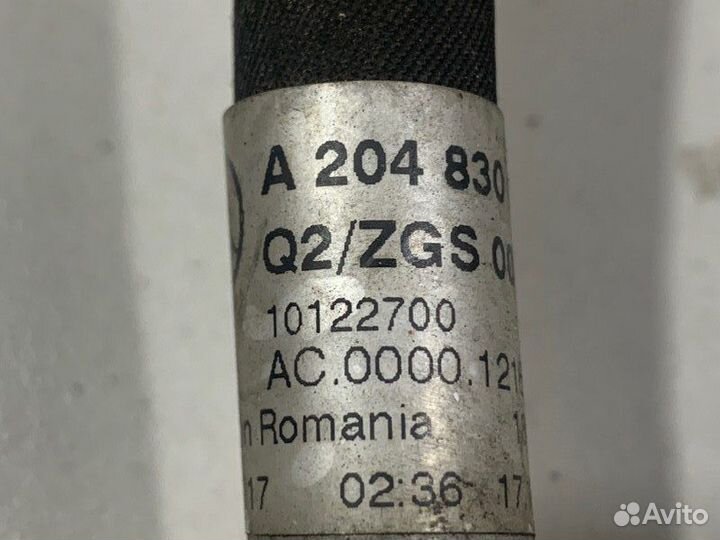 A 204 830
Q2/ZGS 00
10122700
AC.0000.121
n Romania
17 02:36 17
Avito